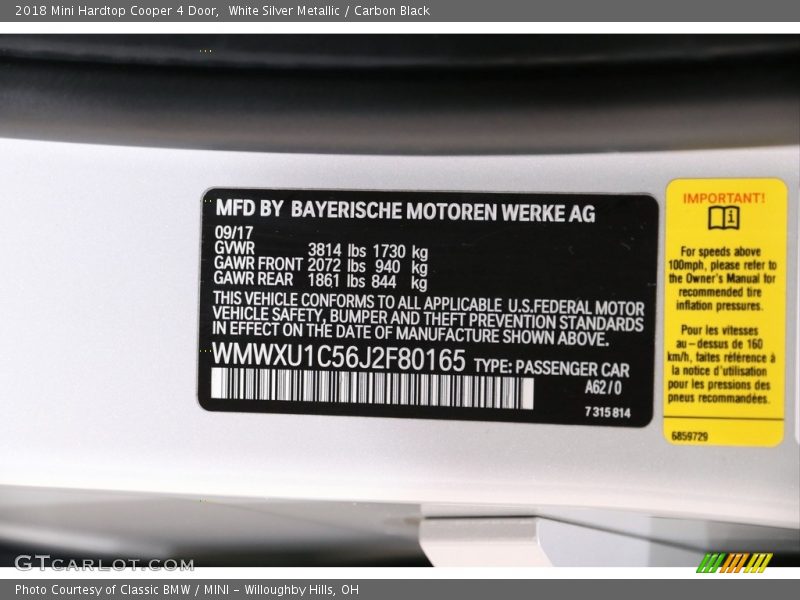 2018 Mini Hardtop Cooper 4 Door,  White Silver Metallic / Carbon Black
MFD BY BAYERISCHE MOTOREN WERKE AG
09/17
GVWR 3814 lbs 1730 kg
GAWR FRONT 2072 lbs 940 kg
GAWR REAR 1861 lbs 844 kg
THIS VEHICLE CONFORMS TO ALL APPLICABLE U.S.FEDERAL MOTOR
VEHICLE SAFETY, BUMPER AND THEFT PREVENTION STANDARDS
IN EFFECT ON THE DATE OF MANUFACTURE SHOWN ABOVE.
WMWXU1C56J2F80165 TYPE: PASSENGER CAR
A62/0
7 315 814
IMPORTANT!
For speeds above
100mph, please refer to
the Owner's Manual for
recommended tire
inflation pressures.
Pour les vitesses
au-dessus de 160
km/h, faites référence à
la notice d'utilisation
pour les pressions des
pneus recommandées.
6859729
GTCARLOT.COM
Photo Courtesy of Classic BMW / MINI - Willoughby Hills, OH